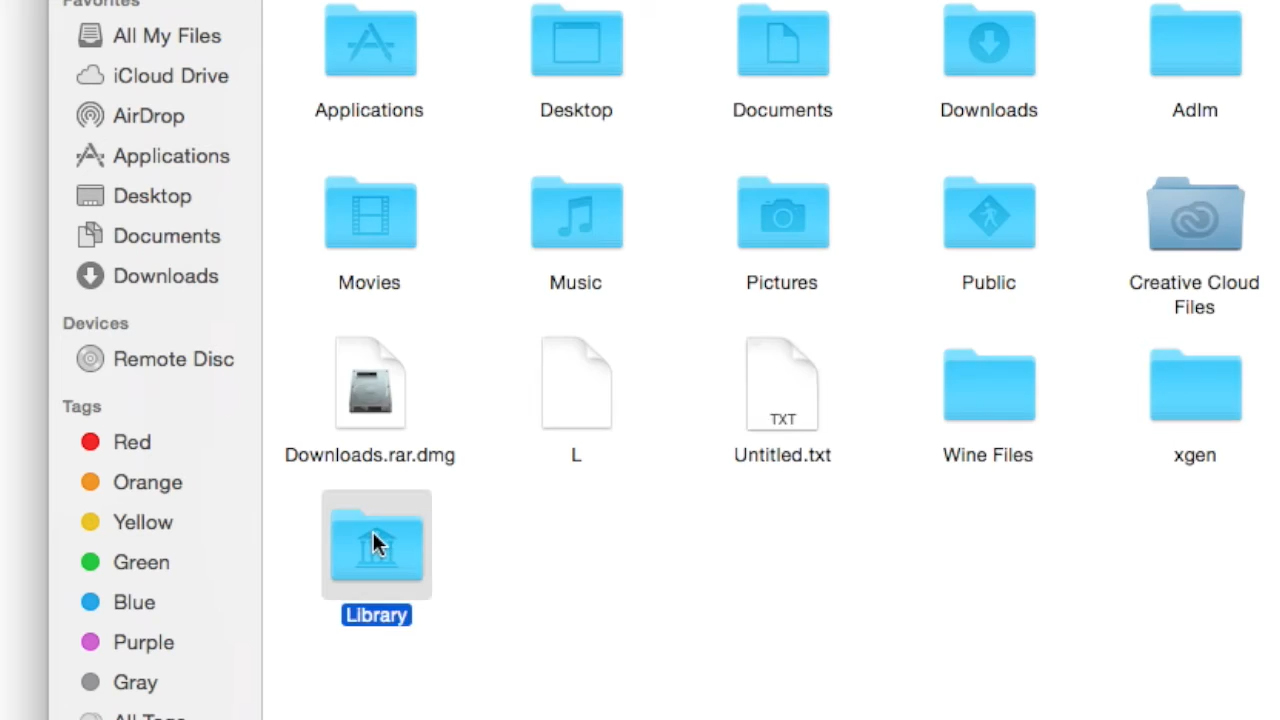 Favorites
All My Files
iCloud Drive
AirDrop
Applications
Desktop
Documents
Downloads
Devices
Remote Disc
Tags
Red
Orange
Yellow
Green
Blue
Purple
Gray
All Tags
Applications
Desktop
Documents
Downloads
Adlm
Movies
Music
Pictures
Public
Creative Cloud
Files
TXT
Downloads.rar.dmg
L
Untitled.txt
Wine Files
xgen
Library